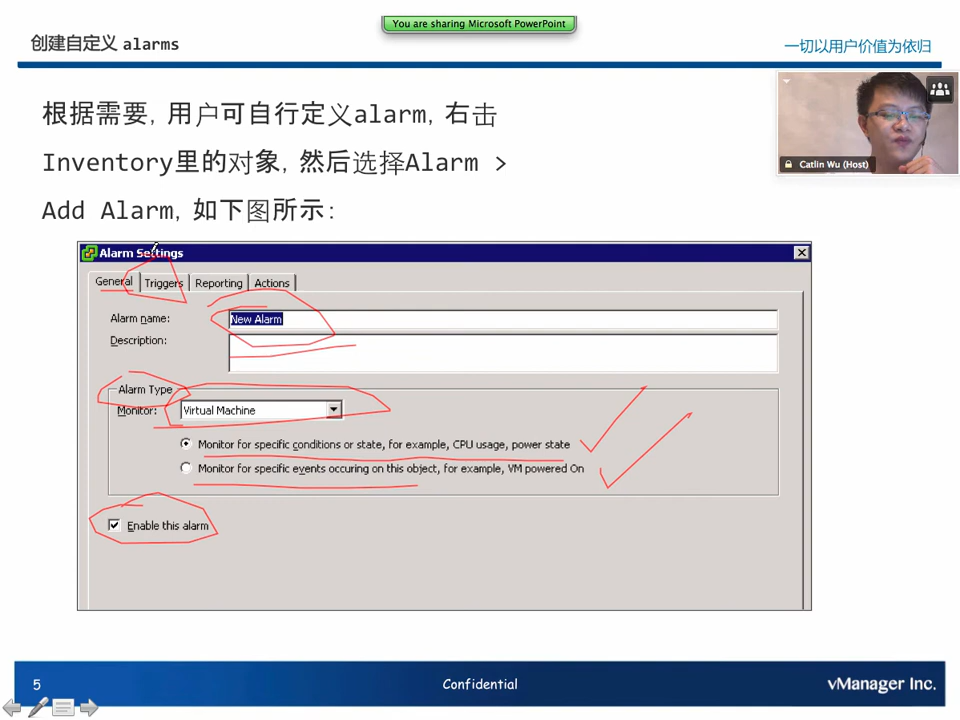 You are sharing Microsoft PowerPoint
创建自定义 alarms
一切以用户价值为依归
根据需要, 用户可自行定义alarm, 右击
Inventory里的对象, 然后选择Alarm >
Add Alarm, 如下图所示:
Catlin Wu (Host)
Alarm Settings
General Triggers Reporting Actions
Alarm name: New Alarm
Description:
Alarm Type
Monitor: Virtual Machine
Monitor for specific conditions or state, for example, CPU usage, power state
Monitor for specific events occuring on this object, for example, VM powered On
Enable this alarm
5 Confidential vManager Inc.